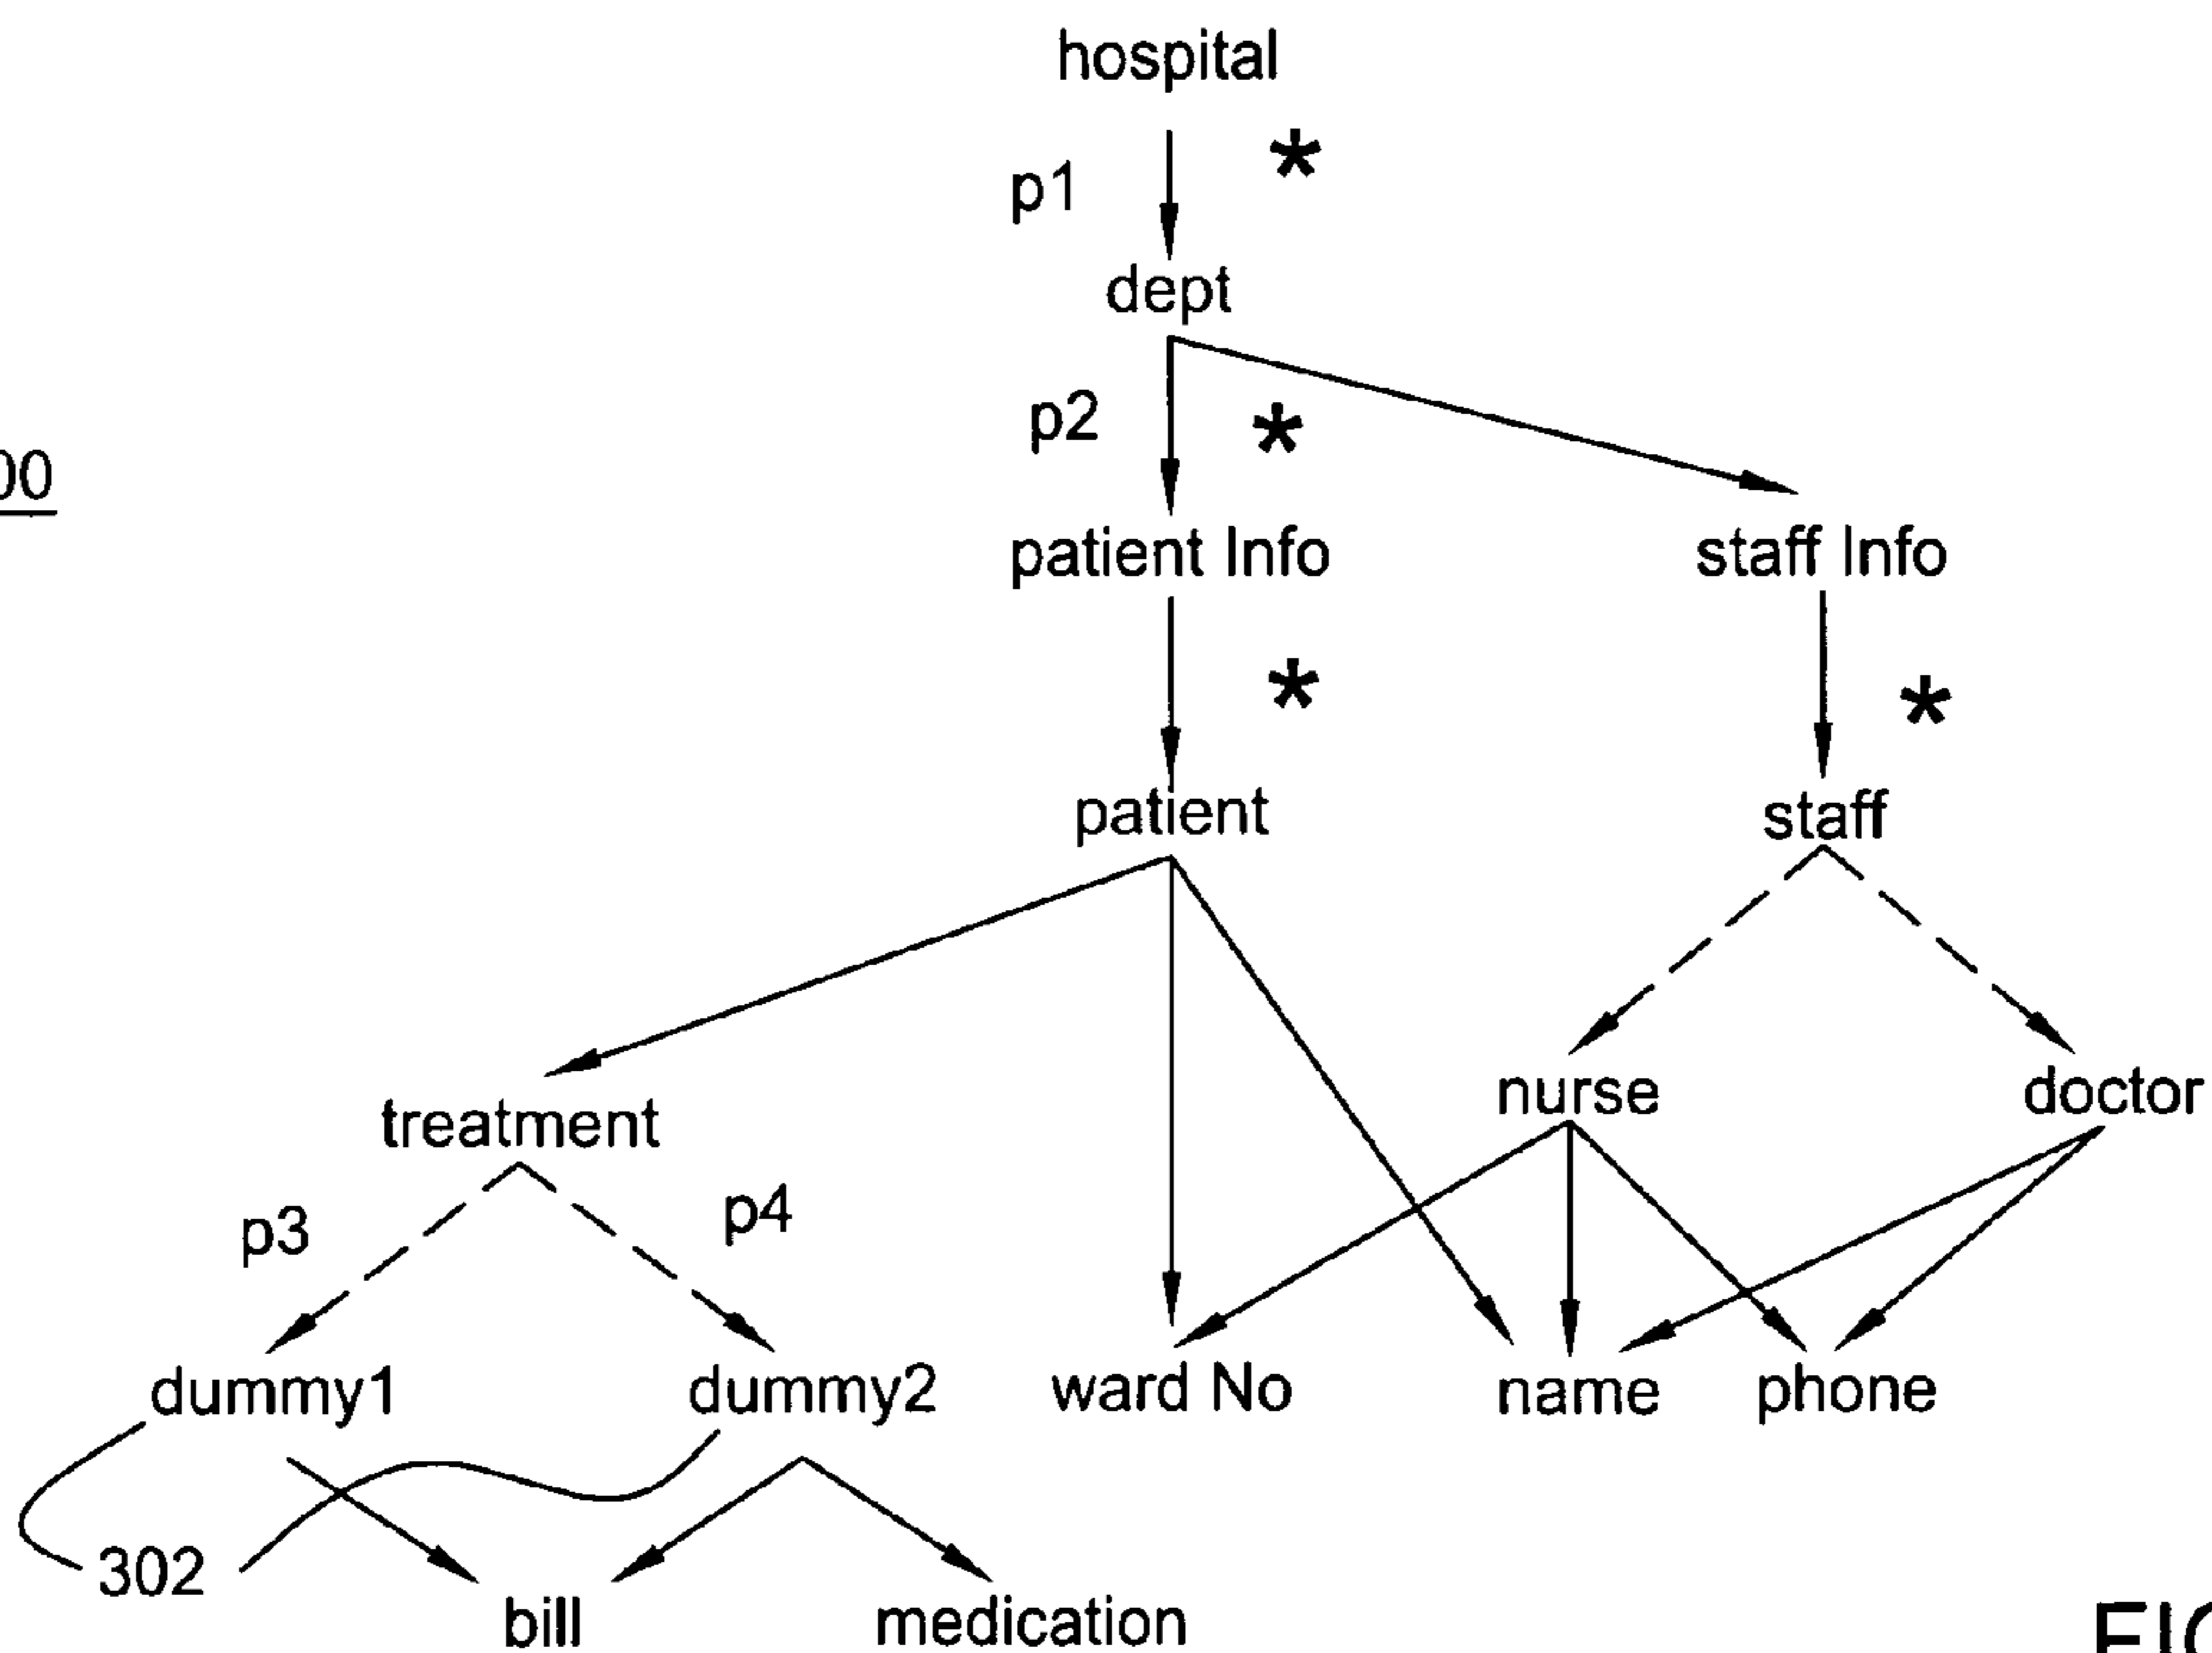 hospital
*
p1
dept
p2
*
00
patient Info
staff Info
*
*
patient
staff
nurse
doctor
treatment
p3
p4
dummy1
dummy2
ward No
name
phone
302
bill
medication